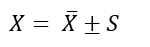 X = X̄ ± S